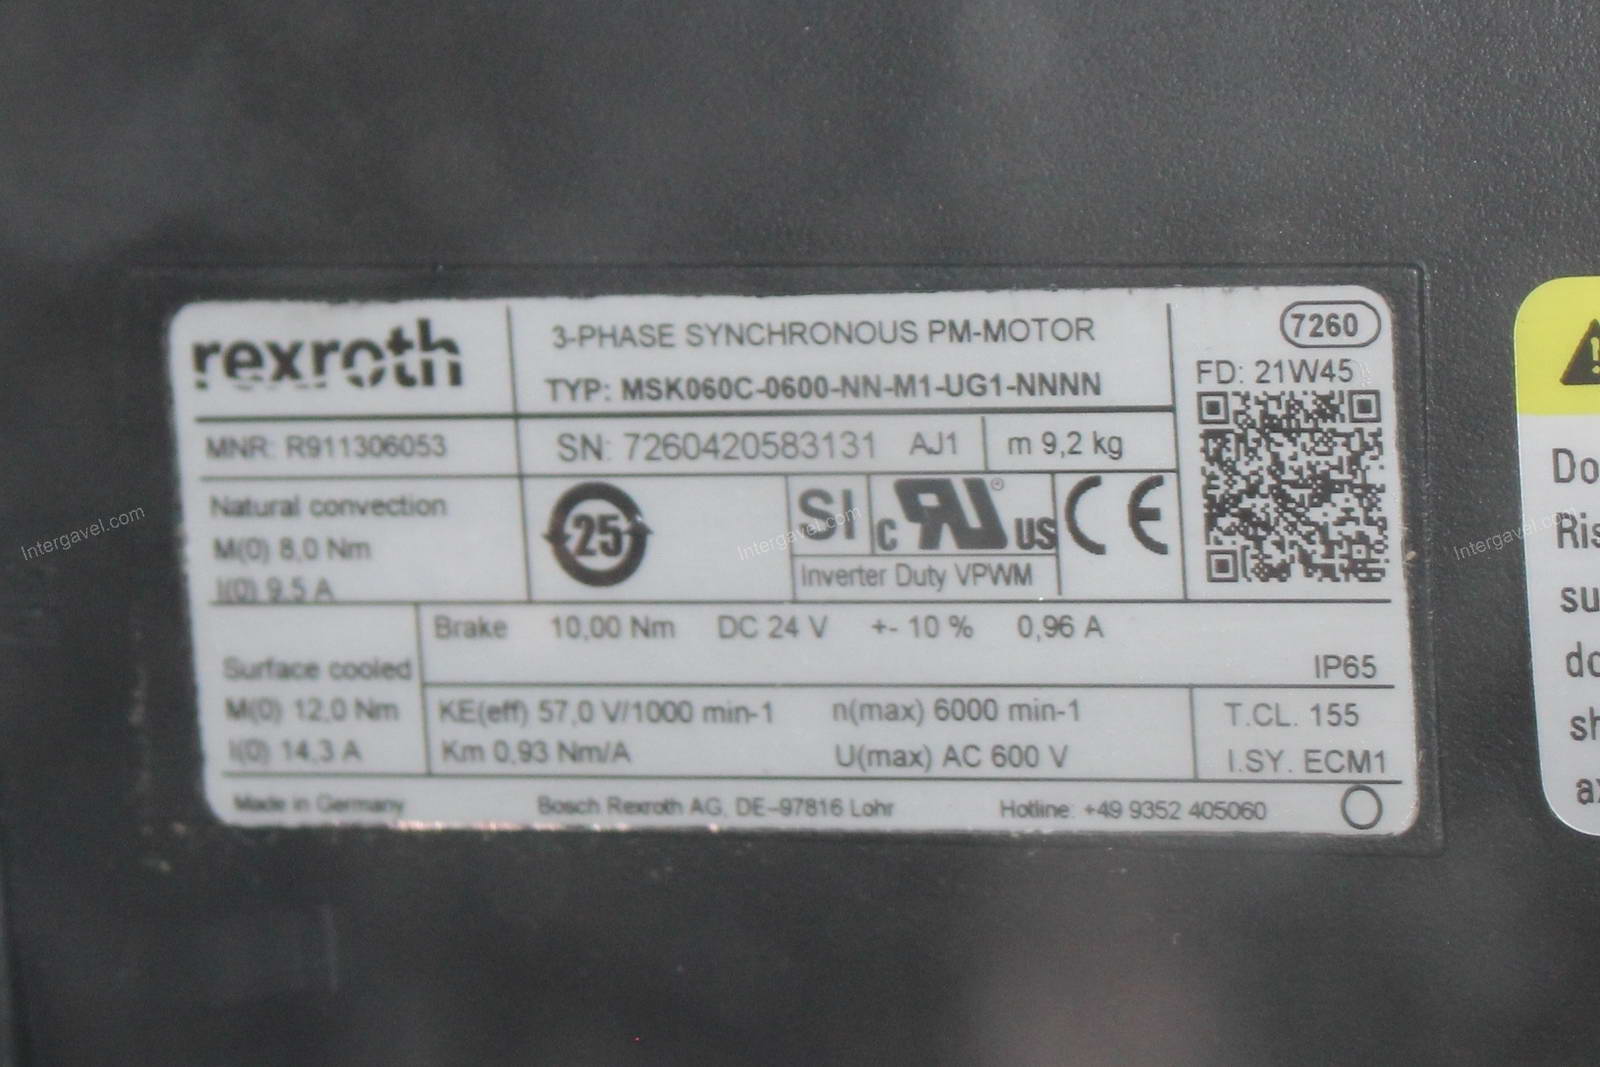 rexroth
3-PHASE SYNCHRONOUS PM-MOTOR
TYP: MSK060C-0600-NN-M1-UG1-NNNN
7260
FD: 21W45
MNR: R911306053
SN: 7260420583131 AJ1
m 9,2 kg
Natural convection
M(0) 8,0 Nm
I(0) 9.5 A
25
SI
c RU® US
Inverter Duty VPWM
CE
Brake 10,00 Nm DC 24 V +- 10 % 0,96 A
IP65
Surface cooled
M(0) 12,0 Nm
I(0) 14,3 A
KE(eff) 57,0 V/1000 min-1
n(max) 6000 min-1
Km 0,93 Nm/A
U(max) AC 600 V
T.CL. 155
I.SY. ECM1
Made in Germany
Bosch Rexroth AG, DE-97816 Lohr
Hotline: +49 9352 405060
Do
Ris
su
do
sh
ax
Intergavel.com
Intergavel.com
Intergavel.com